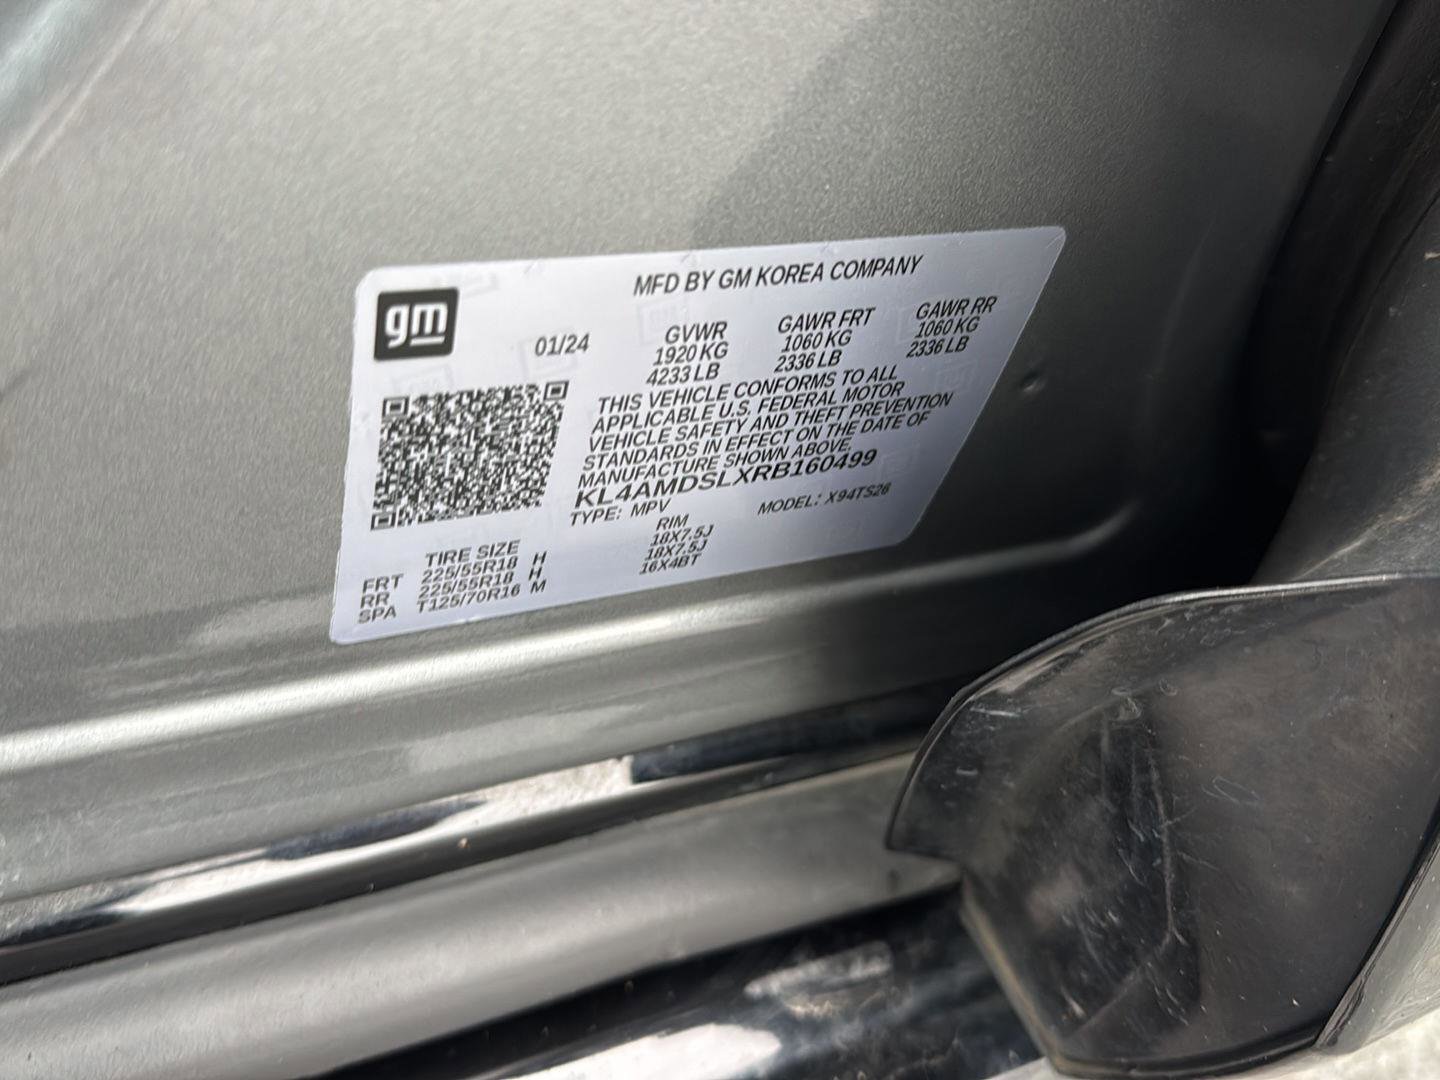 MFD BY GM KOREA COMPANY
gm
01/24
GVWR GAWR FRT GAWR RR
1920 KG 1060 KG 1060 KG
4233 LB 2336 LB 2336 LB
THIS VEHICLE CONFORMS TO ALL
APPLICABLE U.S. FEDERAL MOTOR
VEHICLE SAFETY AND THEFT PREVENTION
STANDARDS IN EFFECT ON THE DATE OF
MANUFACTURE SHOWN ABOVE.
KL4AMDSLXRB160499
TYPE: MPV MODEL: X94TS26
TIRE SIZE RIM
FRT 225/55R18 H 18X7.5J
RR 225/55R18 H 18X7.5J
SPA T125/70R16 M 16X4BT